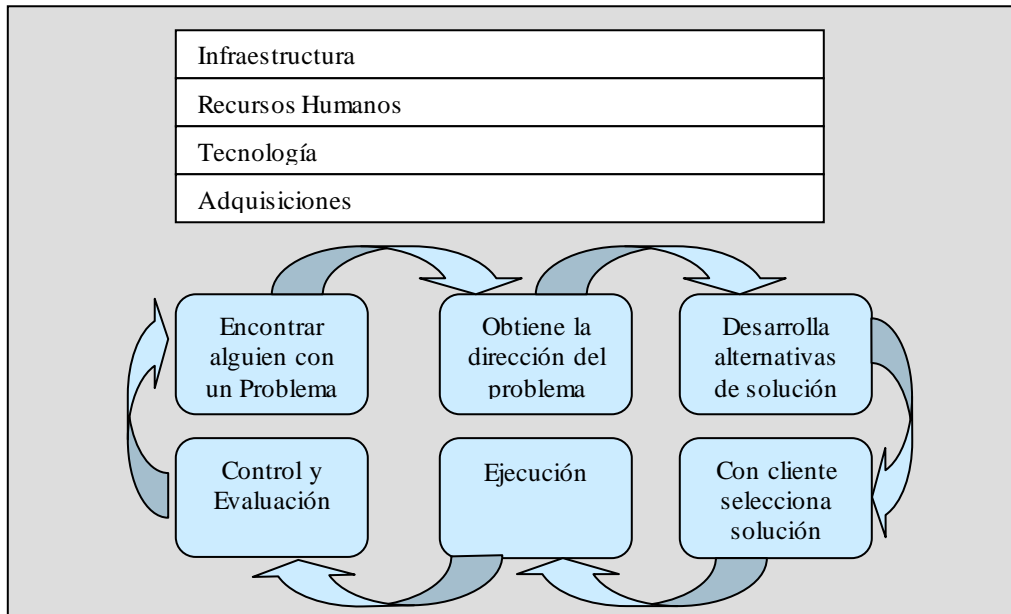 Infraestructura
Recursos Humanos
Tecnología
Adquisiciones
Encontrar
alguien con
un Problema
Obtiene la
dirección del
problema
Desarrolla
alternativas
de solución
Control y
Evaluación
Ejecución
Con cliente
selecciona
solución